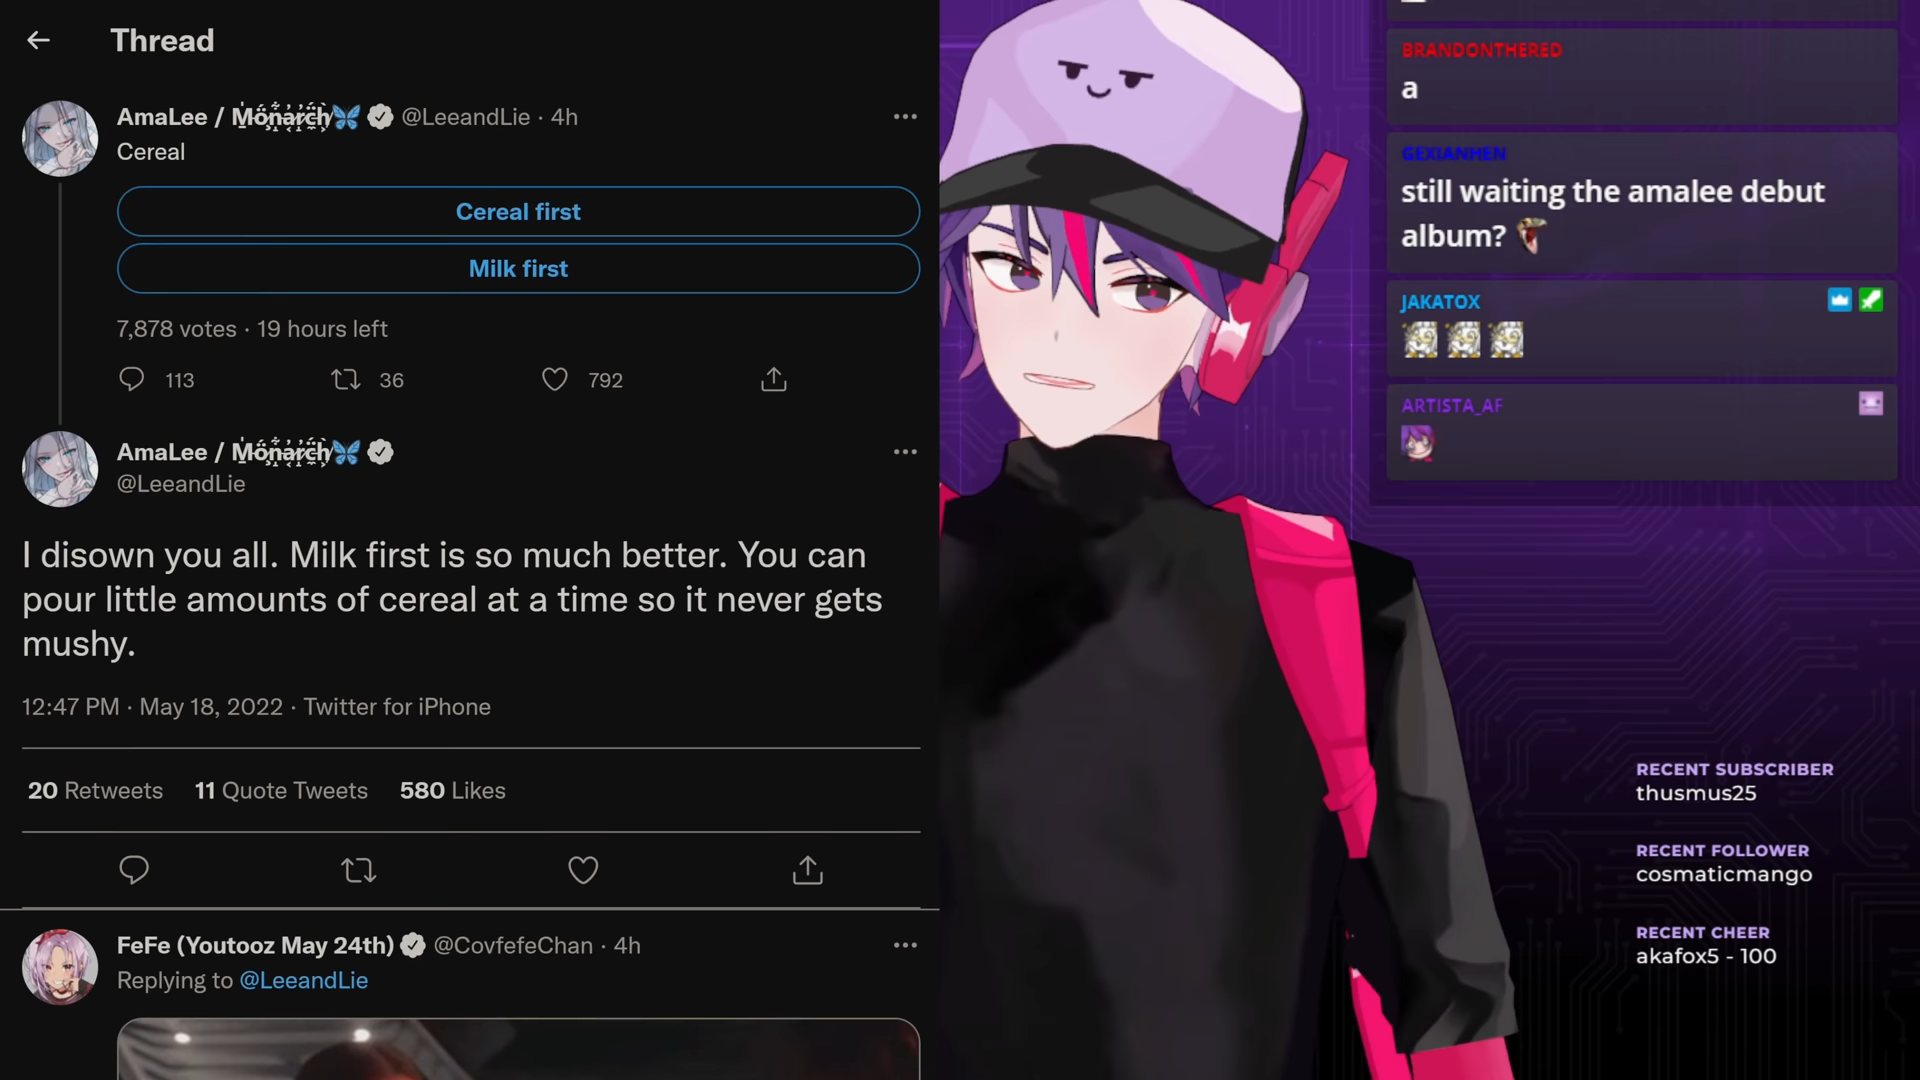 Thread
AmaLee / Mönarch @LeeandLie · 4h
Cereal
Cereal first
Milk first
7,878 votes · 19 hours left
113 36 792
AmaLee / Mönarch
@LeeandLie
I disown you all. Milk first is so much better. You can
pour little amounts of cereal at a time so it never gets
mushy.
12:47 PM · May 18, 2022 · Twitter for iPhone
20 Retweets 11 Quote Tweets 580 Likes
FeFe (Youtooz May 24th) @CovfefeChan · 4h
Replying to @LeeandLie
BRANDONTHERED
a
GEXIANHEN
still waiting the amalee debut
album?
JAKATOX
ARTISTA_AF
RECENT SUBSCRIBER
thusmus25
RECENT FOLLOWER
cosmaticmango
RECENT CHEER
akafox5 - 100